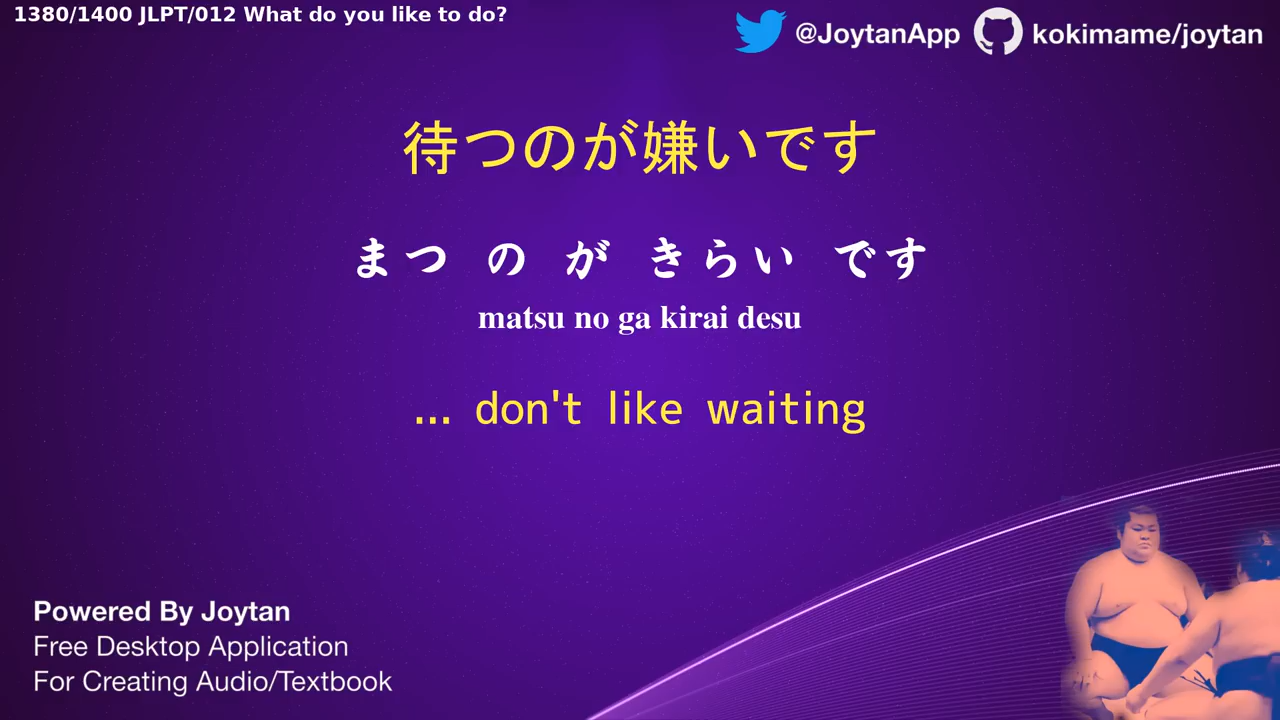 1380/1400 JLPT/012 What do you like to do?
@JoytanApp kokimame/joytan
待つのが嫌いです
まつ の が きらい です
matsu no ga kirai desu
... don't like waiting
Powered By Joytan
Free Desktop Application
For Creating Audio/Textbook